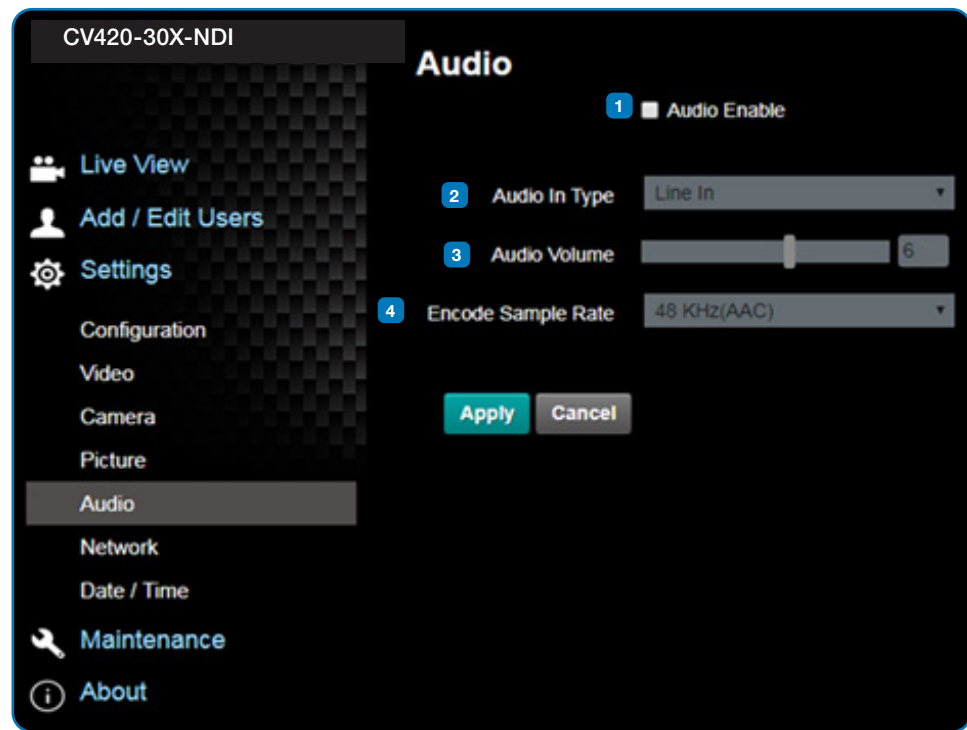 CV420-30X-NDI
Audio
1 Audio Enable
Live View
2 Audio In Type Line In
Add / Edit Users
3 Audio Volume 6
Settings
4 Encode Sample Rate 48 KHz(AAC)
Configuration
Video
Camera
Apply Cancel
Picture
Audio
Network
Date / Time
Maintenance
About